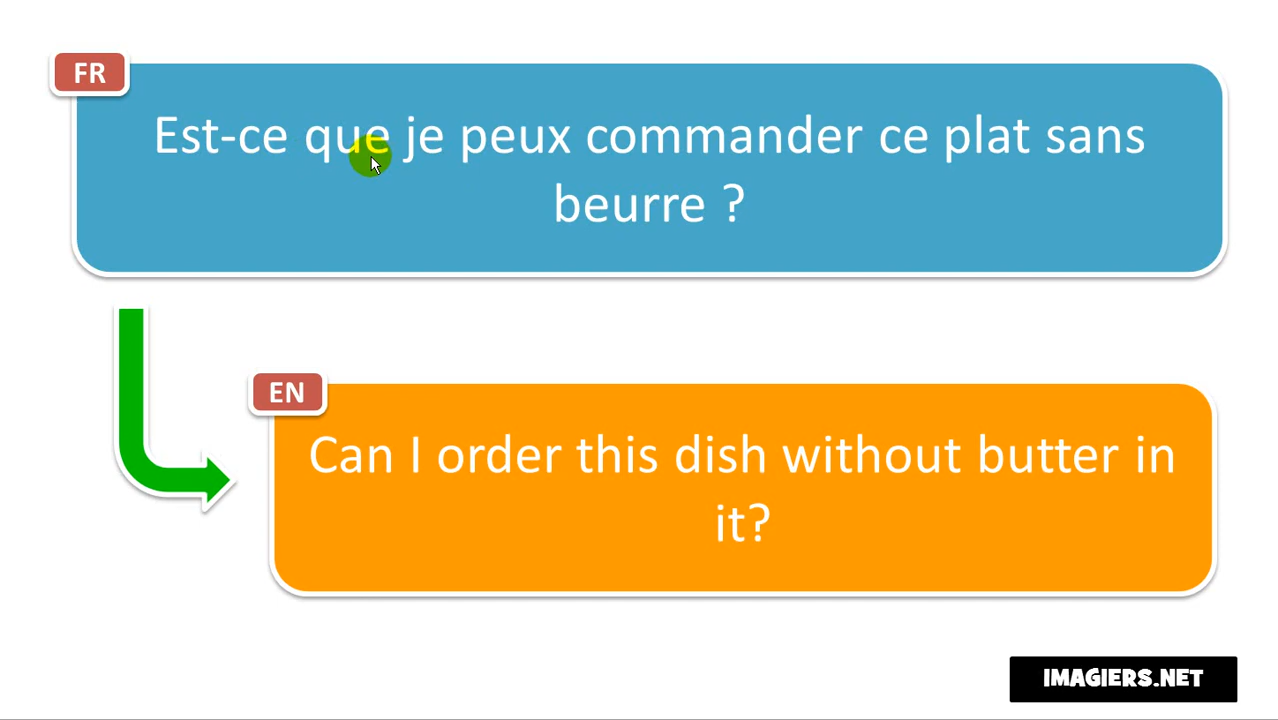 FR
Est-ce que je peux commander ce plat sans
beurre ?
EN
Can I order this dish without butter in
it?
IMAGIERS.NET